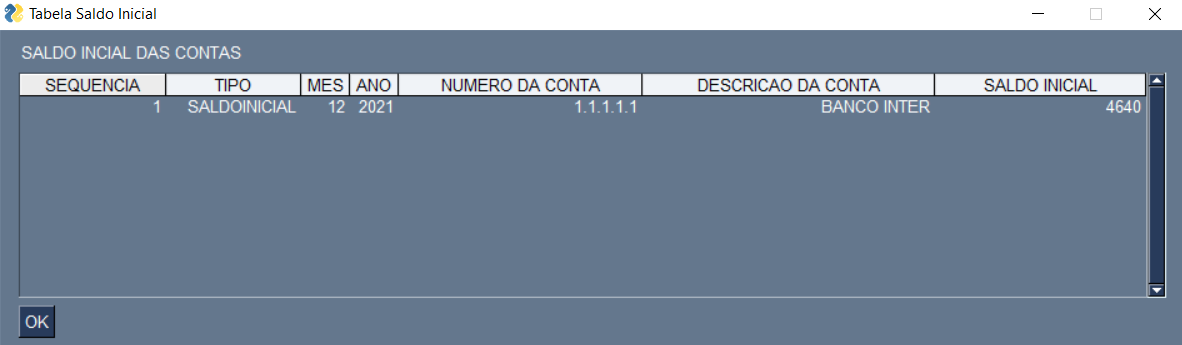 Tabela Saldo Inicial
SALDO INCIAL DAS CONTAS
SEQUENCIA TIPO MES ANO NUMERO DA CONTA DESCRICAO DA CONTA SALDO INICIAL
1 SALDOINICIAL 12 2021 1.1.1.1.1 BANCO INTER 4640
OK